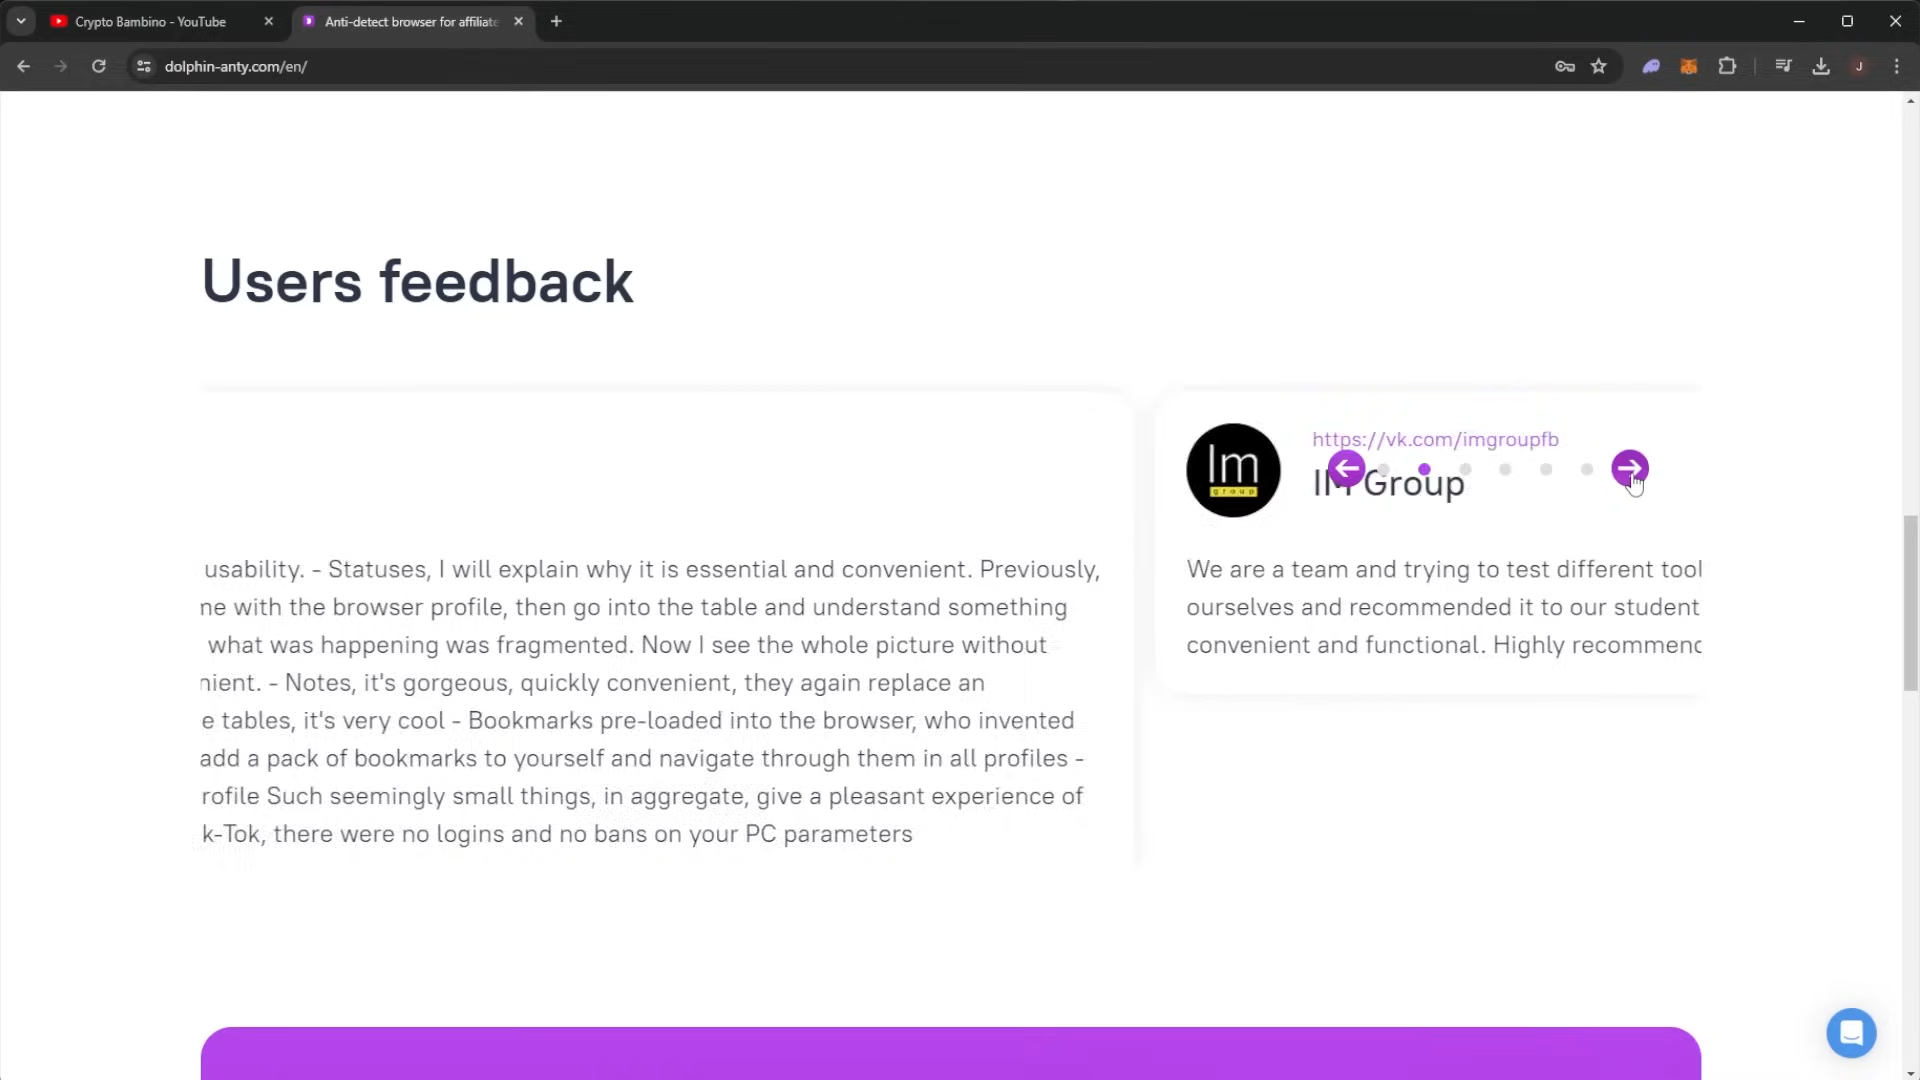 Crypto Bambino - YouTube
Anti-detect browser for affiliate
dolphin-anty.com/en/
J
Users feedback
usability. - Statuses, I will explain why it is essential and convenient. Previously,
ne with the browser profile, then go into the table and understand something
what was happening was fragmented. Now I see the whole picture without
nient. - Notes, it's gorgeous, quickly convenient, they again replace an
e tables, it's very cool - Bookmarks pre-loaded into the browser, who invented
add a pack of bookmarks to yourself and navigate through them in all profiles -
rofile Such seemingly small things, in aggregate, give a pleasant experience of
k-Tok, there were no logins and no bans on your PC parameters
Im
group
https://vk.com/imgroupfb
IM Group
We are a team and trying to test different tool
ourselves and recommended it to our student
convenient and functional. Highly recommenc